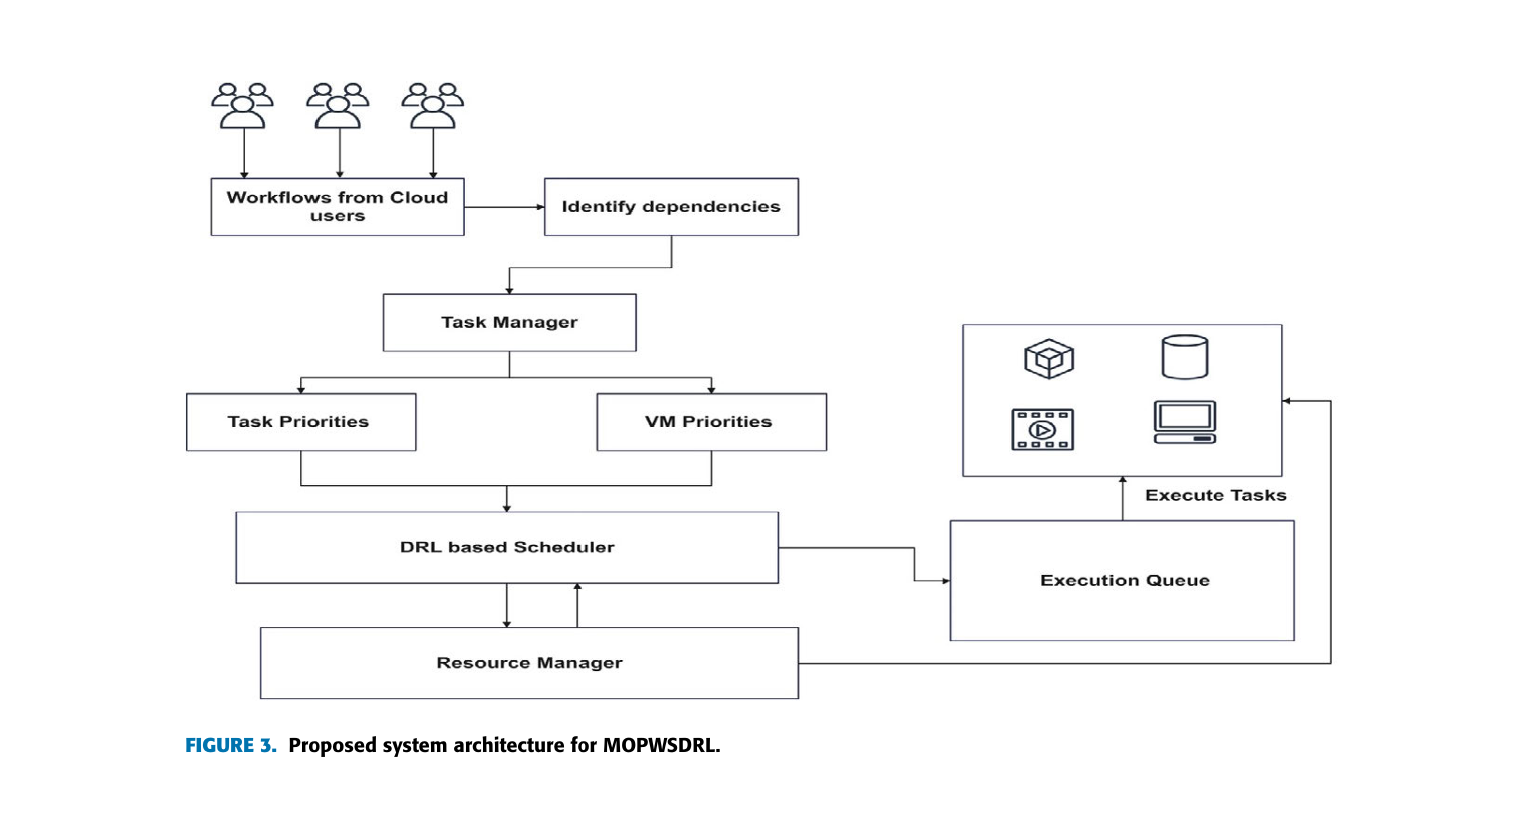 Workflows from Cloud
users
Identify dependencies
Task Manager
Task Priorities
VM Priorities
Execute Tasks
DRL based Scheduler
Execution Queue
Resource Manager
FIGURE 3. Proposed system architecture for MOPWSDRL.